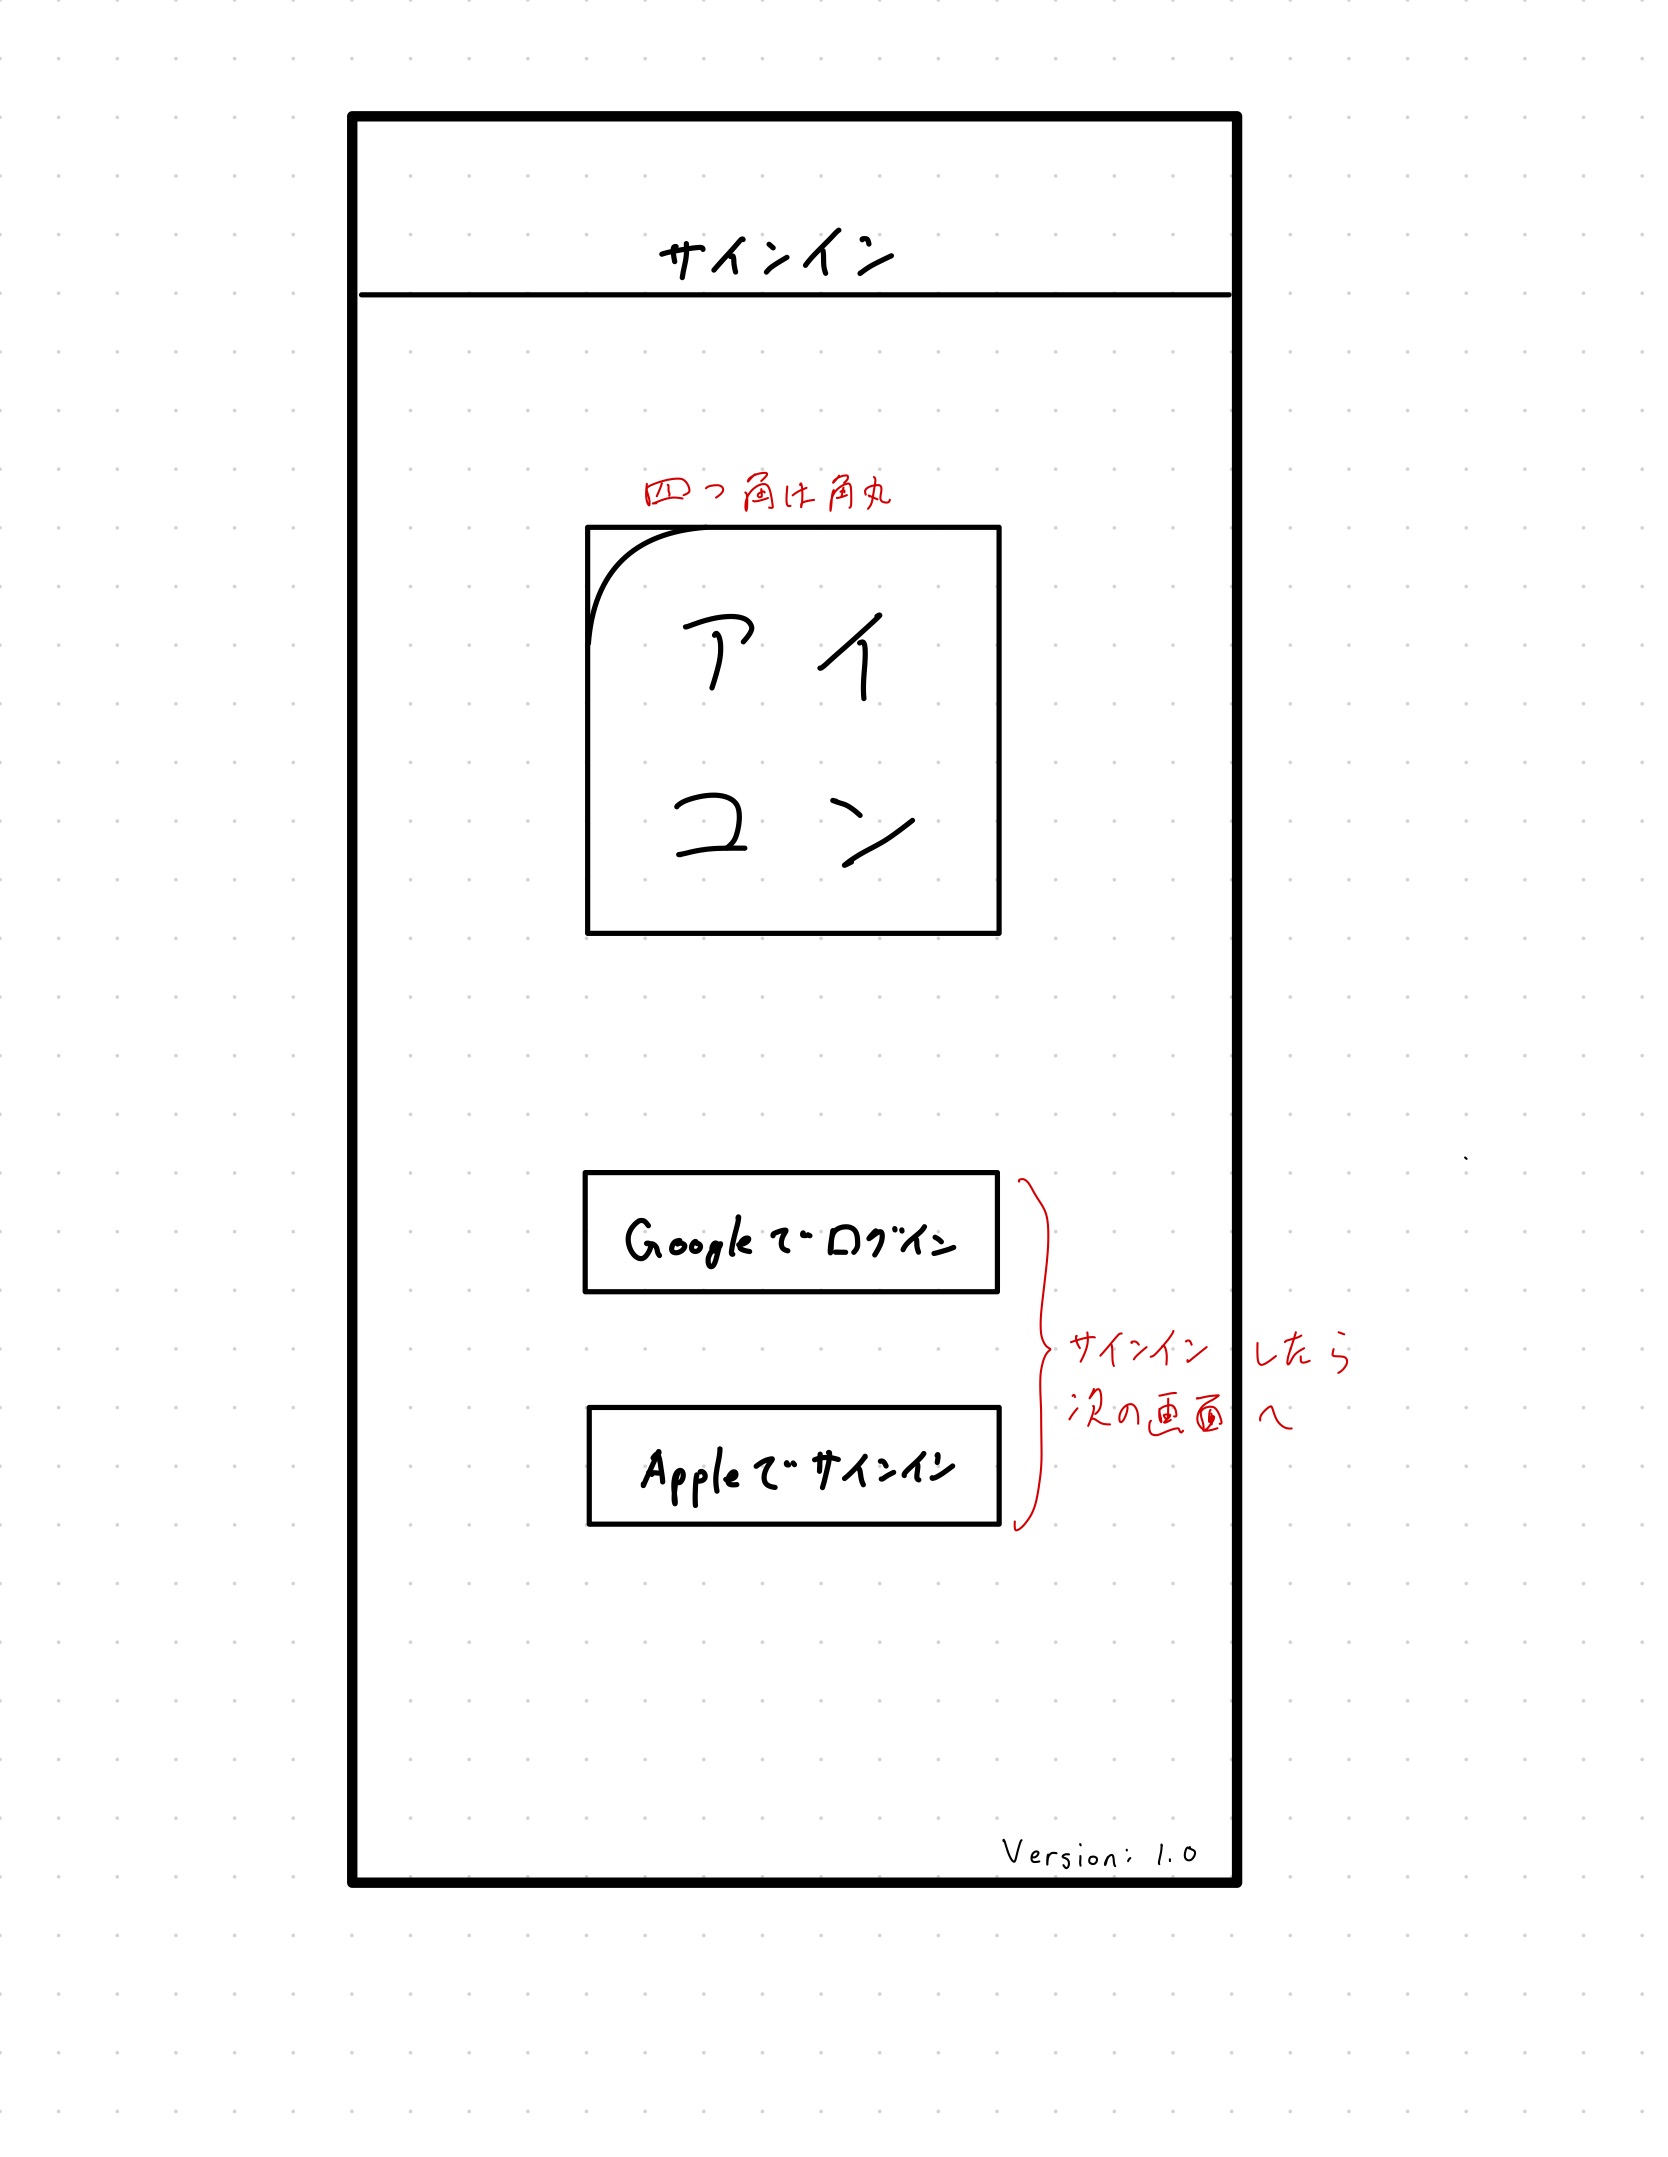 サインイン
四つ角は角丸
アイ
コン
Googleでログイン
サインインしたら
次の画面へ
Appleでサインイン
Version: 1.0